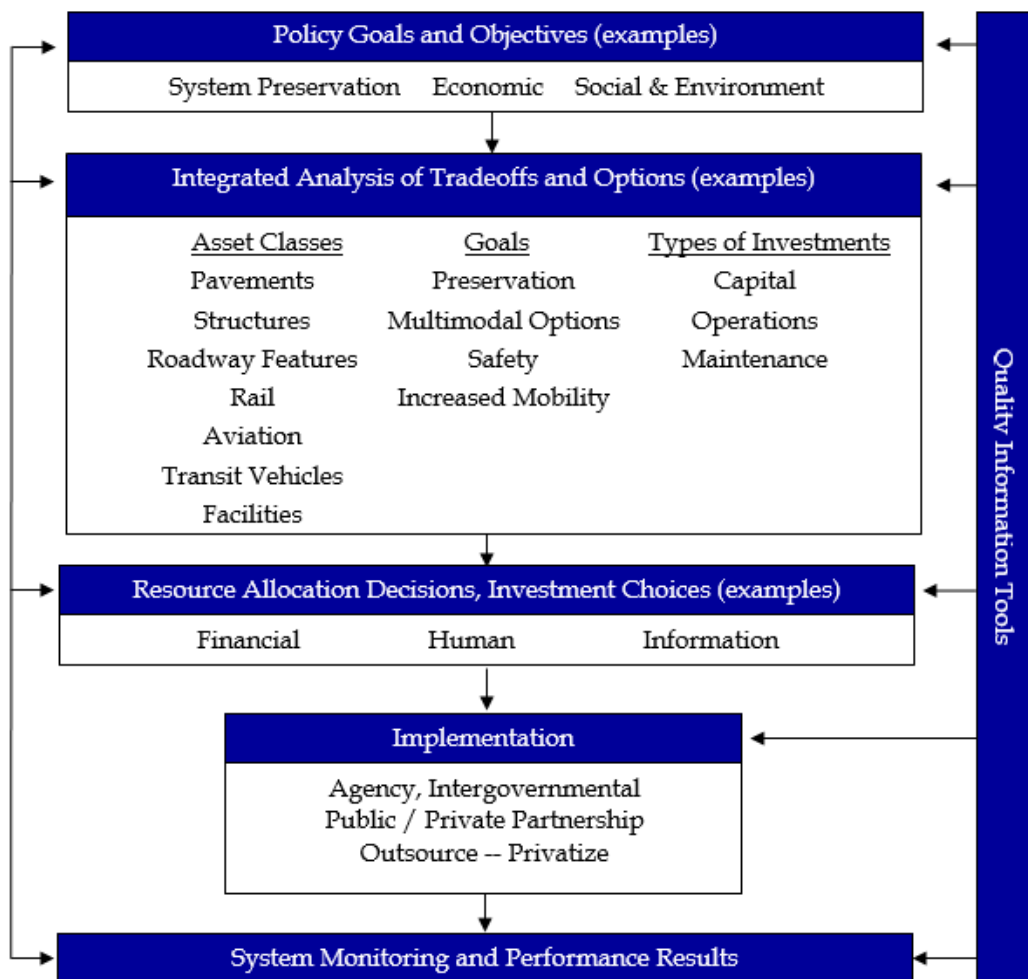 Policy Goals and Objectives (examples)
System Preservation Economic Social & Environment
Integrated Analysis of Tradeoffs and Options (examples)
Asset Classes Goals Types of Investments
Pavements Preservation Capital
Structures Multimodal Options Operations
Roadway Features Safety Maintenance
Rail Increased Mobility
Aviation
Transit Vehicles
Facilities
Resource Allocation Decisions, Investment Choices (examples)
Financial Human Information
Implementation
Agency, Intergovernmental
Public / Private Partnership
Outsource -- Privatize
System Monitoring and Performance Results
Quality Information Tools